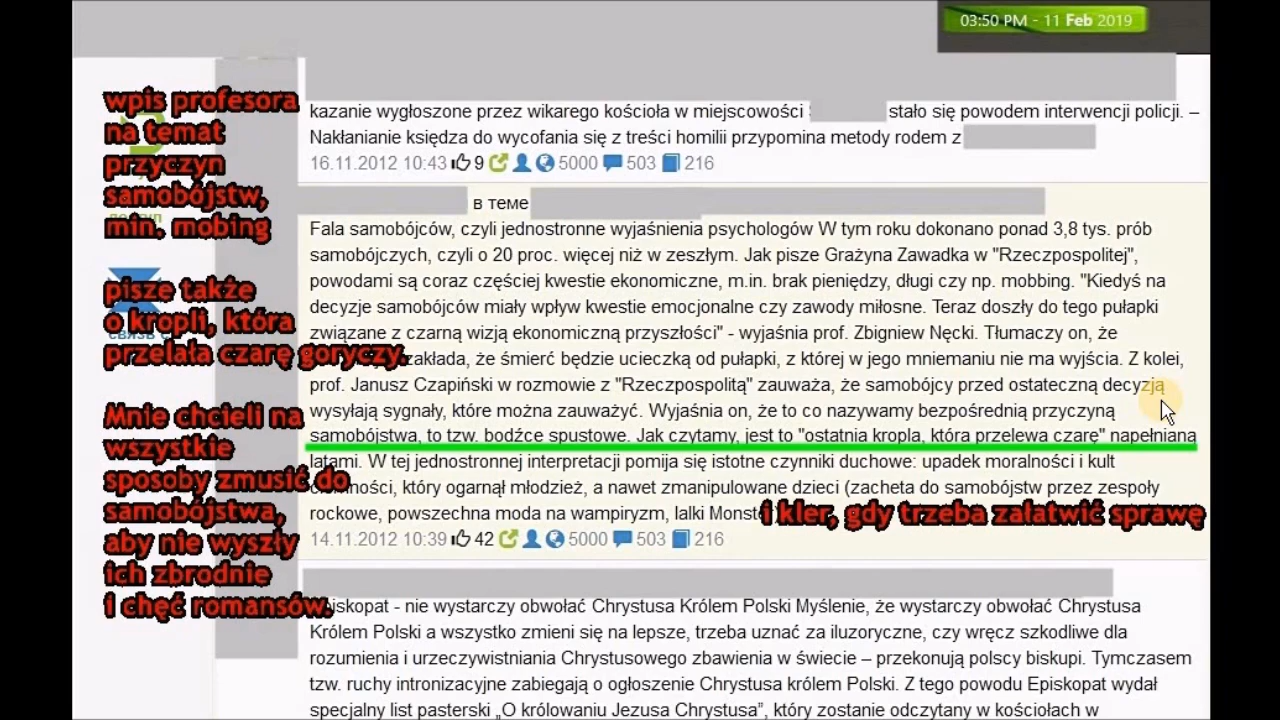 03:50 PM - 11 Feb 2019
wpis profesora
na temat
przyczyn
samobójstw,
min. mobing
pisze także
o kropli, która
przelała czarę goryczy.
Mnie chcieli na
wszystkie
sposoby zmusić do
samobójstwa,
aby nie wyszły
ich zbrodnie
i chęć romansów.
kazanie wygłoszone przez wikarego kościoła w miejscowości stało się powodem interwencji policji. –
Nakłanianie księdza do wycofania się z treści homilii przypomina metody rodem z
16.11.2012 10:43 9 5000 503 216
в теме
Fala samobójców, czyli jednostronne wyjaśnienia psychologów W tym roku dokonano ponad 3,8 tys. prób
samobójczych, czyli o 20 proc. więcej niż w zeszłym. Jak pisze Grażyna Zawadka w "Rzeczpospolitej",
powodami są coraz częściej kwestie ekonomiczne, m.in. brak pieniędzy, długi czy np. mobbing. "Kiedyś na
decyzje samobójców miały wpływ kwestie emocjonalne czy zawody miłosne. Teraz doszły do tego pułapki
związane z czarną wizją ekonomiczną przyszłości" - wyjaśnia prof. Zbigniew Nęcki. Tłumaczy on, że
zakłada, że śmierć będzie ucieczką od pułapki, z której w jego mniemaniu nie ma wyjścia. Z kolei,
prof. Janusz Czapiński w rozmowie z "Rzeczpospolitą" zauważa, że samobójcy przed ostateczną decyzją
wysyłają sygnały, które można zauważyć. Wyjaśnia on, że to co nazywamy bezpośrednią przyczyną
samobójstwa, to tzw. bodźce spustowe. Jak czytamy, jest to "ostatnia kropla, która przelewa czarę" napełnianą
latami. W tej jednostronnej interpretacji pomija się istotne czynniki duchowe: upadek moralności i kult
który ogarnął młodzież, a nawet zmanipulowane dzieci (zacheta do samobójstw przez zespoły
rockowe, powszechna moda na wampiryzm, lalki
i kler, gdy trzeba załatwić sprawę
14.11.2012 10:39 42 5000 503 216
Episkopat - nie wystarczy obwołać Chrystusa Królem Polski Myślenie, że wystarczy obwołać Chrystusa
Królem Polski a wszystko zmieni się na lepsze, trzeba uznać za iluzoryczne, czy wręcz szkodliwe dla
rozumienia i urzeczywistniania Chrystusowego zbawienia w świecie – przekonują polscy biskupi. Tymczasem
tzw. ruchy intronizacyjne zabiegają o ogłoszenie Chrystusa królem Polski. Z tego powodu Episkopat wydał
specjalny list pasterski „O królowaniu Jezusa Chrystusa”, który zostanie odczytany w kościołach w